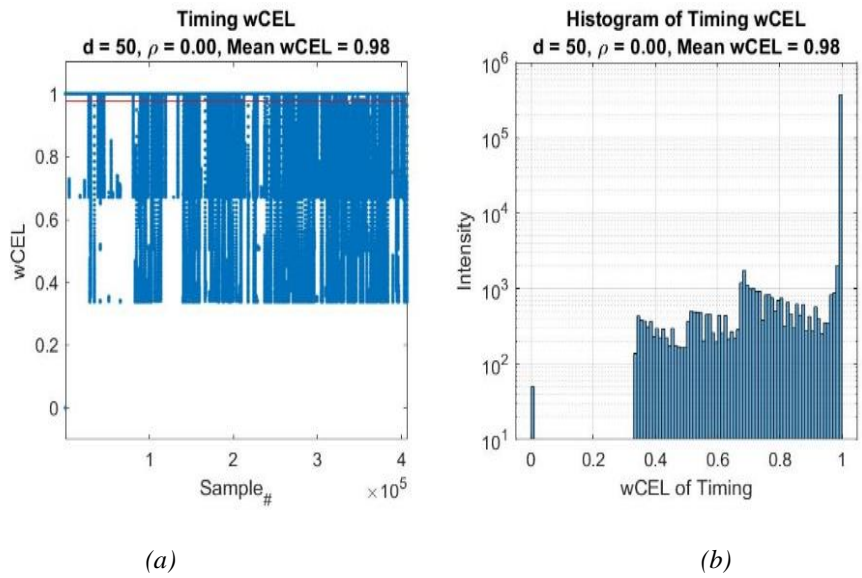 Timing wCEL
d = 50, ρ = 0.00, Mean wCEL = 0.98
wCEL
1
0.8
0.6
0.4
0.2
0
1
2
3
4
Sample#
×10^5
(a)
Histogram of Timing wCEL
d = 50, ρ = 0.00, Mean wCEL = 0.98
Intensity
10^6
10^5
10^4
10^3
10^2
10^1
0
0.2
0.4
0.6
0.8
1
wCEL of Timing
(b)